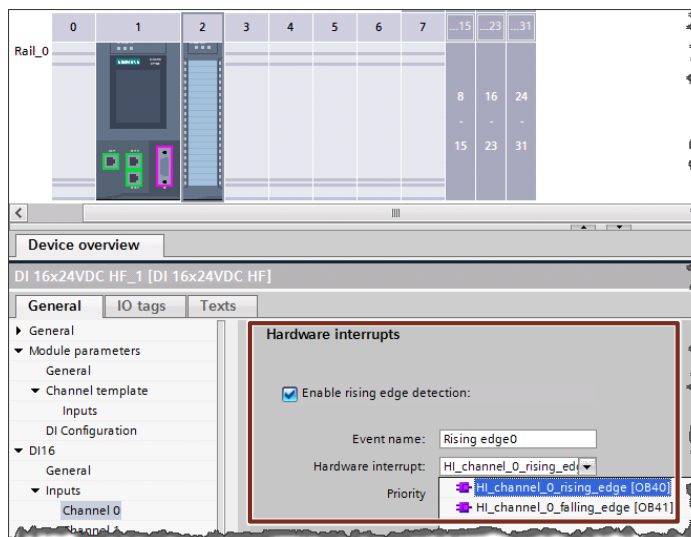 0 1 2 3 4 5 6 7 ...15 ...23 ...31
Rail_0
SIEMENS
8 16 24
- - -
15 23 31
Device overview
DI 16x24VDC HF_1 [DI 16x24VDC HF]
General IO tags Texts
General
Module parameters
General
Channel template
Inputs
DI Configuration
DI16
General
Inputs
Channel 0
Channel 1
Hardware interrupts
Enable rising edge detection:
Event name: Rising edge0
Hardware interrupt: HI_channel_0_rising_edg
Priority
HI_channel_0_rising_edge [OB40]
HI_channel_0_falling_edge [OB41]